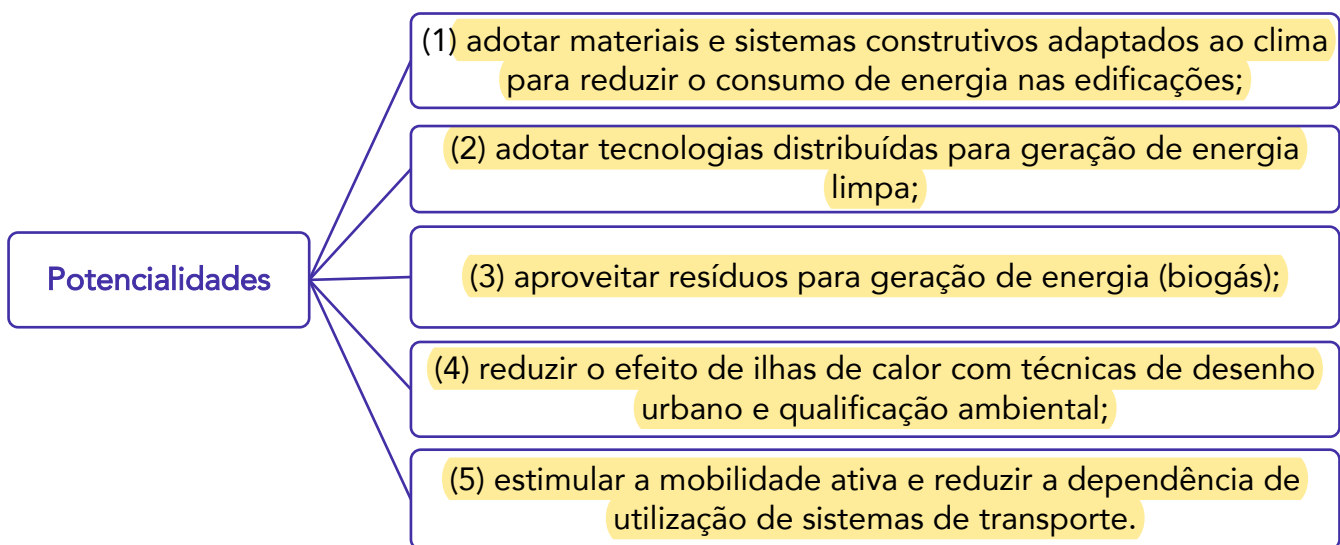 (1) adotar materiais e sistemas construtivos adaptados ao clima
para reduzir o consumo de energia nas edificações;
(2) adotar tecnologias distribuídas para geração de energia
limpa;
Potencialidades
(3) aproveitar resíduos para geração de energia (biogás);
(4) reduzir o efeito de ilhas de calor com técnicas de desenho
urbano e qualificação ambiental;
(5) estimular a mobilidade ativa e reduzir a dependência de
utilização de sistemas de transporte.